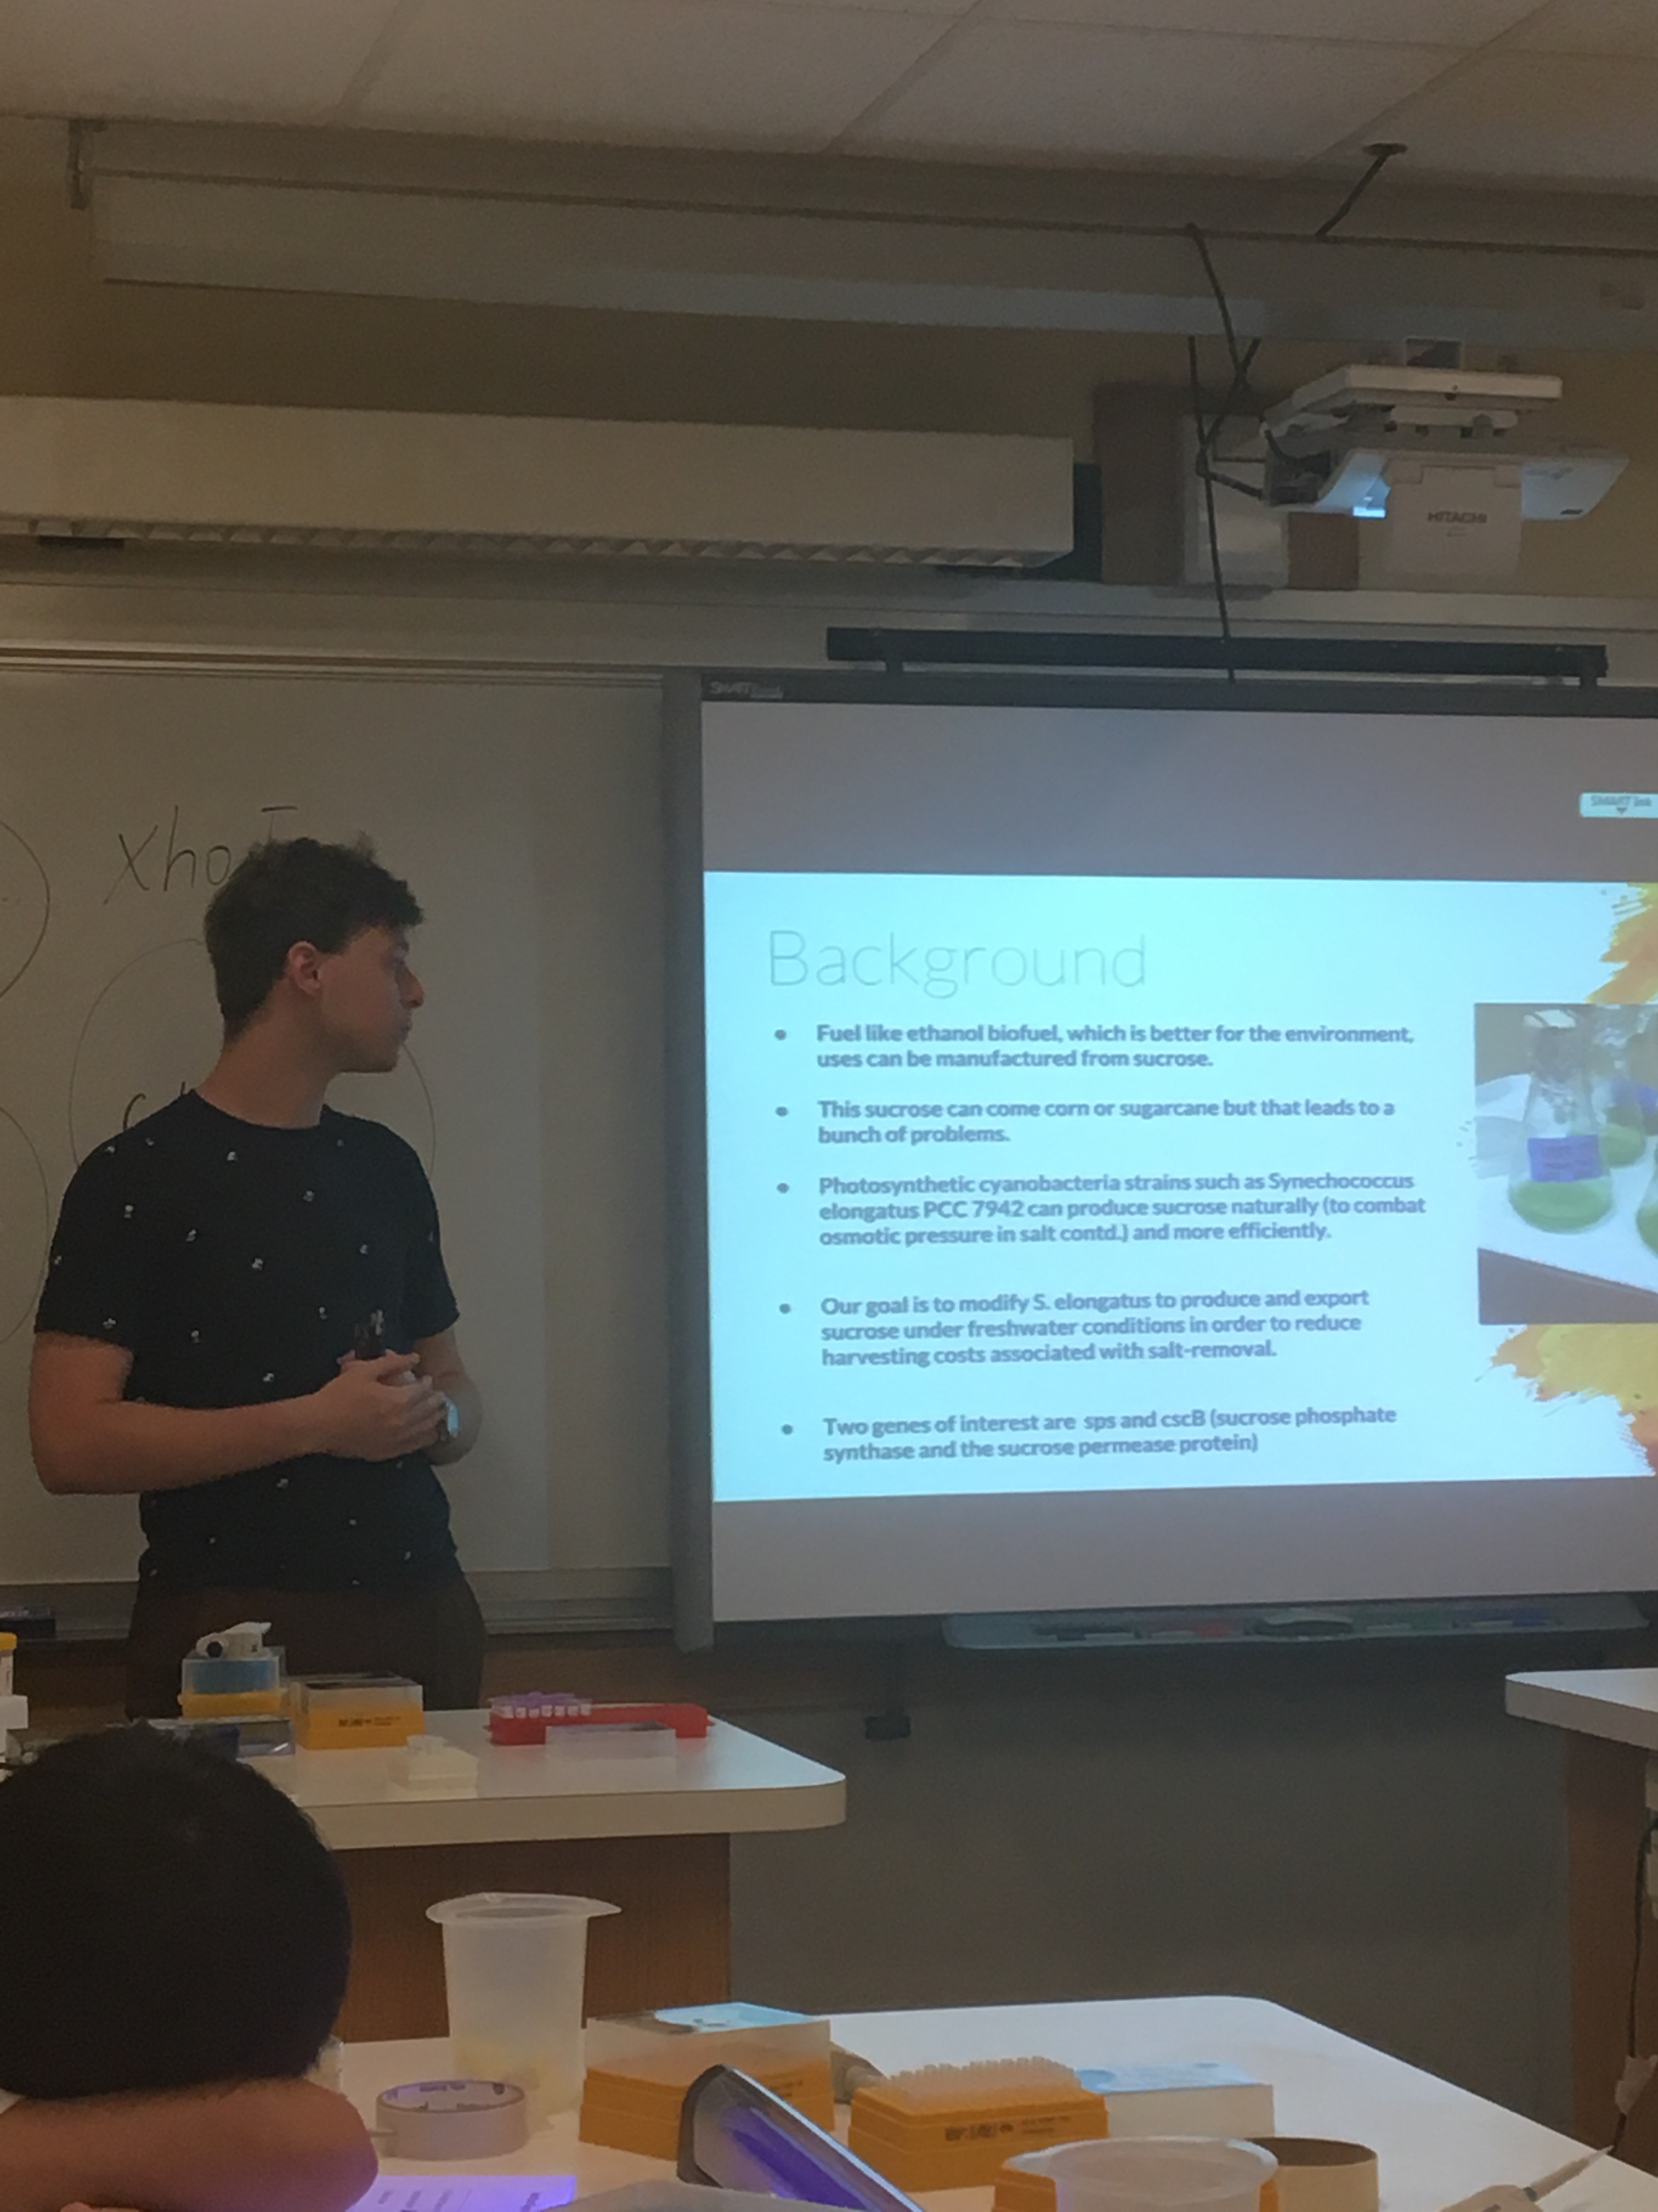 HITACHI
SMART
SMART Ink
Xho I
Background
Fuel like ethanol biofuel, which is better for the environment,
uses can be manufactured from sucrose.
This sucrose can come corn or sugarcane but that leads to a
bunch of problems.
Photosynthetic cyanobacteria strains such as Synechococcus
elongatus PCC 7942 can produce sucrose naturally (to combat
osmotic pressure in salt contd.) and more efficiently.
Our goal is to modify S. elongatus to produce and export
sucrose under freshwater conditions in order to reduce
harvesting costs associated with salt-removal.
Two genes of interest are sps and cscB (sucrose phosphate
synthase and the sucrose permease protein)